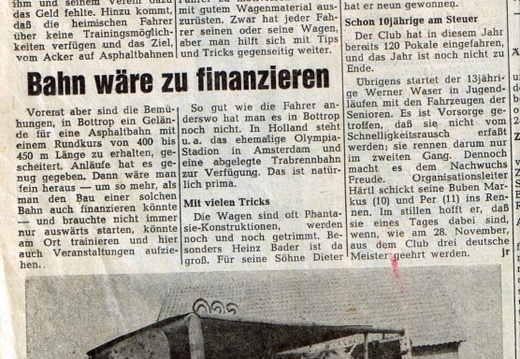 ihm und seinem Verein dazu
das Geld fehlte. Hinzu kommt,
daß die heimischen Fahrer
über keine Trainingsmöglich-
keiten verfügen und das Ziel,
vom Acker auf Asphaltbahnen
mit gutem Wagenmaterial aus-
zurüsten. Zwar hat jeder Fah-
rer seinen oder seine Wagen,
aber man hilft sich mit Tips
und Tricks gegenseitig weiter.
Bahn wäre zu finanzieren
Vorerst aber sind die Bemü-
hungen, in Bottrop ein Gelän-
de für eine Asphaltbahn mit
einem Rundkurs von 400 bis
450 m Länge zu erhalten, ge-
scheitert. Anläufe hat es ge-
nug gegeben. Dann wäre man
fein heraus — um so mehr, als
man den Bau einer solchen
Bahn auch finanzieren könnte
— und brauchte nicht immer
nur auswärts starten, könnte
am Ort trainieren und hier
auch Veranstaltungen aufzie-
hen.
So gut wie die Fahrer an-
derswo hat man es in Bottrop
noch nicht. In Holland steht
u. a. das ehemalige Olympia-
Stadion in Amsterdam und
eine abgelegte Trabrennbahn
zur Verfügung. Das ist natür-
lich prima.
Mit vielen Tricks
Die Wagen sind oft Phanta-
sie-Konstruktionen, werden
noch und noch getrimmt. Be-
sonders Heinz Bader ist da
groß. Für seine Söhne Dieter
hat er neun gewonnen.
Schon 10jährige am Steuer
Der Club hat in diesem Jahr
bereits 120 Pokale eingefahren,
und das Jahr ist noch nicht zu
Ende.
Übrigens startet der 13jähri-
ge Werner Waser in Jugend-
läufen mit den Fahrzeugen der
Senioren. Es ist Vorsorge ge-
troffen, daß sie nicht vom
Schnelligkeitsrausch erfaßt
werden; sie rennen darum nur
im zweiten Gang. Dennoch
macht es dem Nachwuchs
Freude. Organisationsleiter
Härtl schickt seine Buben Mar-
kus (10) und Per (11) ins Ren-
nen. Im stillen hofft er, daß
sie eines Tages dabei sind,
wenn, wie am 28. November,
aus dem Club drei deutsche
Meister geehrt werden. jr